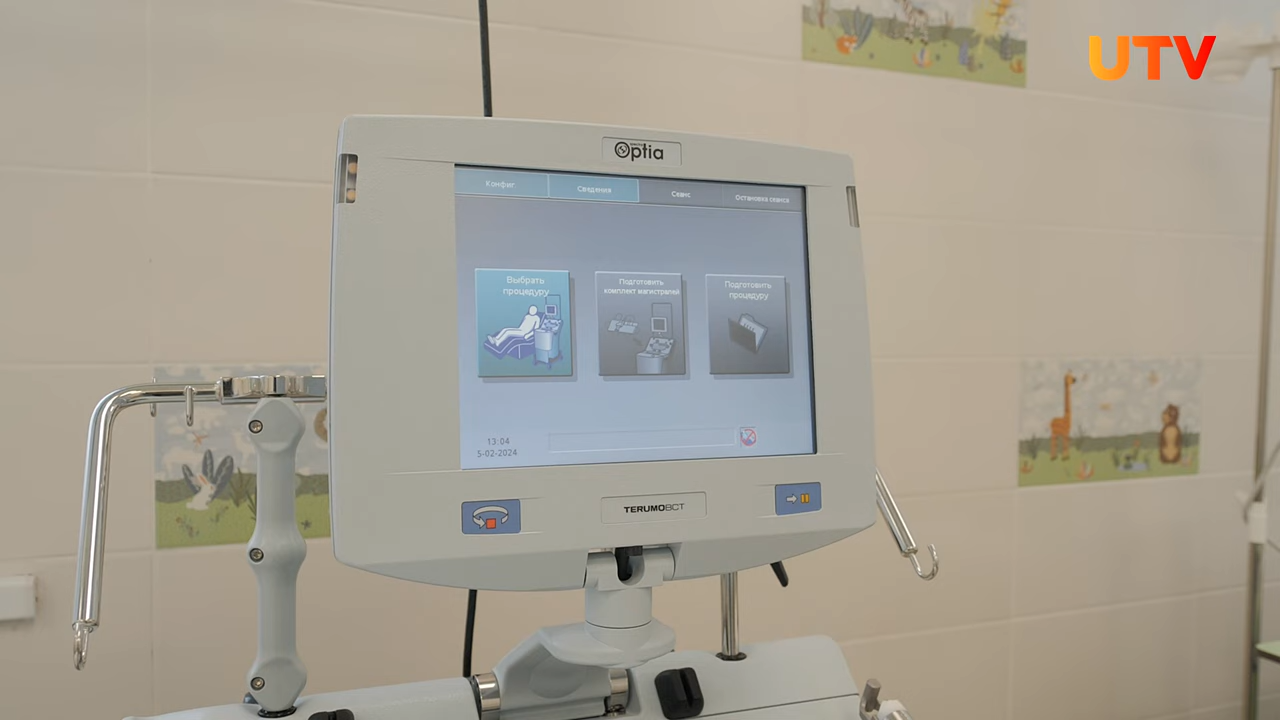 UTV
Optia
Конфиг.
Сведения
Сеанс
Остановка сеанса
Выбрать
процедуру
Подготовить
комплект магистралей
Подготовить
процедуру
13:04
5-02-2024
TERUMOBCT